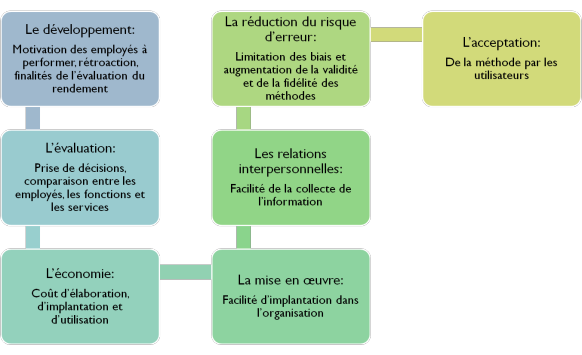 Le développement:
Motivation des employés à
performer, rétroaction,
finalités de l'évaluation du
rendement
L'évaluation:
Prise de décisions,
comparaison entre les
employés, les fonctions et
les services
L'économie:
Coût d'élaboration,
d'implantation et
d'utilisation
La mise en œuvre:
Facilité d'implantation dans
l'organisation
Les relations
interpersonnelles:
Facilité de la collecte de
l'information
La réduction du risque
d'erreur:
Limitation des biais et
augmentation de la validité
et de la fidélité des
méthodes
L'acceptation:
De la méthode par les
utilisateurs